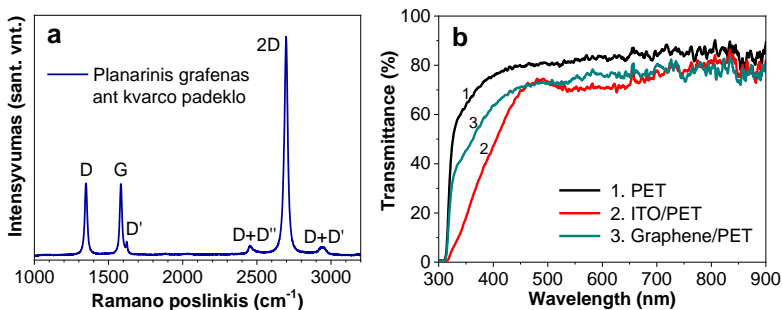 a
Intensyvumas (sant. vnt.)
Planarinis grafenas
ant kvarco padeklo
D
G
D'
D+D''
2D
D+D'
1000 1500 2000 2500 3000
Ramano poslinkis (cm⁻¹)
b
Transmittance (%)
100
80
60
40
20
0
1
3
2
1. PET
2. ITO/PET
3. Graphene/PET
300 400 500 600 700 800 900
Wavelength (nm)